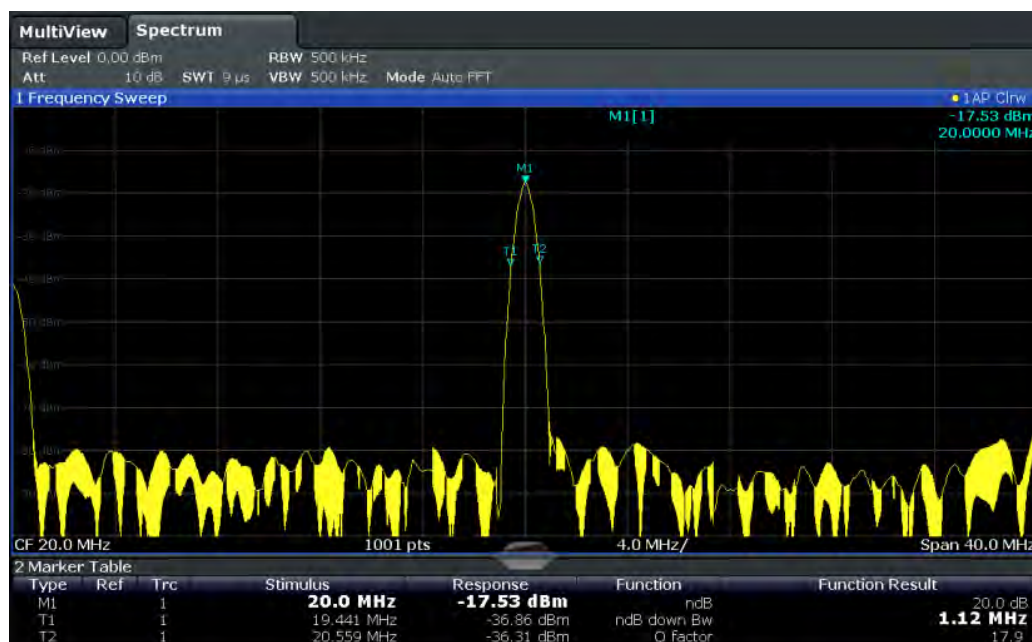 MultiView Spectrum
Ref Level 0.00 dBm RBW 500 kHz
Att 10 dB SWT 9 µs VBW 500 kHz Mode Auto FFT
1 Frequency Sweep 1AP Clrw
M1[1] -17.53 dBm
20.0000 MHz
M1
T1 T2
CF 20.0 MHz 1001 pts 4.0 MHz/ Span 40.0 MHz
2 Marker Table
Type Ref Trc Stimulus Response Function Function Result
M1 1 20.0 MHz -17.53 dBm ndB 20.0 dB
T1 1 19.441 MHz -36.86 dBm ndB down Bw 1.12 MHz
T2 1 20.559 MHz -36.31 dBm Q factor 17.9